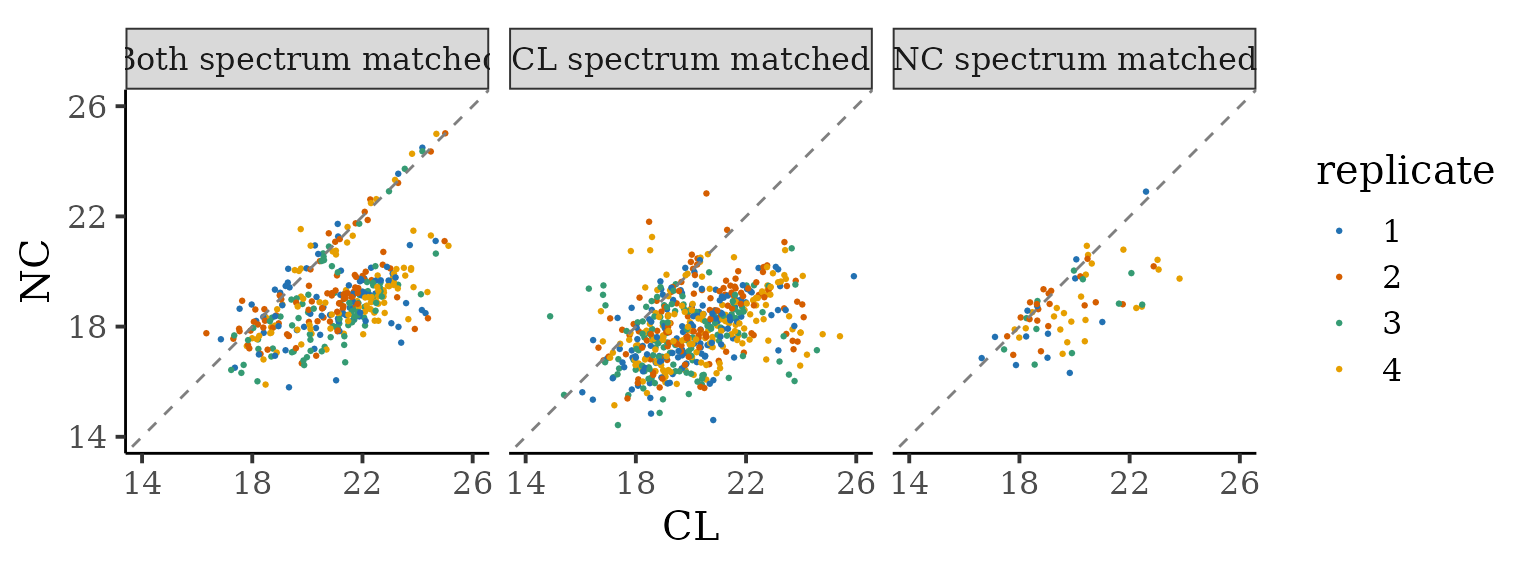 Both spectrum matched
CL spectrum matched
NC spectrum matched
26
22
18
14
NC
14 18 22 26
14 18 22 26
14 18 22 26
CL
replicate
1
2
3
4